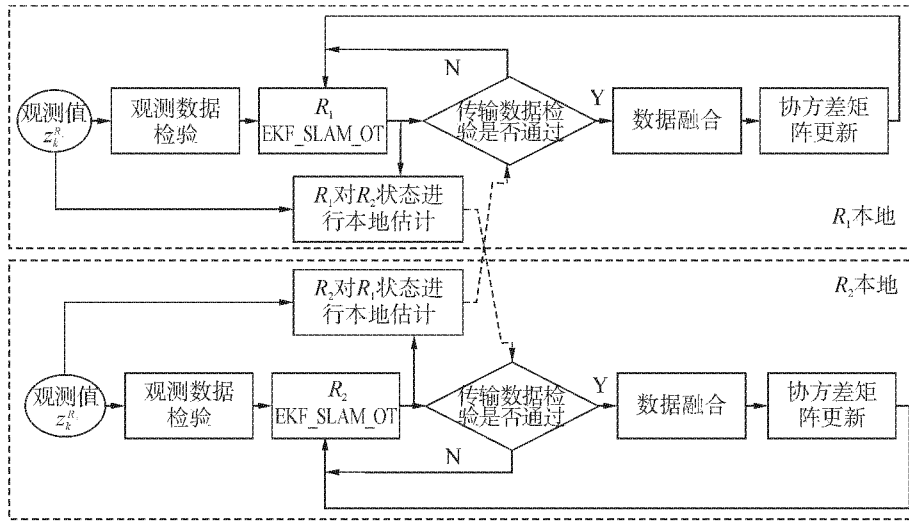 N
观测值
z_k^{R_1}
观测数据
检验
R₁
EKF_SLAM_OT
传输数据检
验是否通过
Y
数据融合
协方差矩
阵更新
R₁对R₂状态进
行本地估计
R₁本地
R₂对R₁状态进
行本地估计
R₂本地
观测值
观测数据
检验
R₂
EKF_SLAM_OT
传输数据检
验是否通过
Y
数据融合
协方差矩
阵更新
N